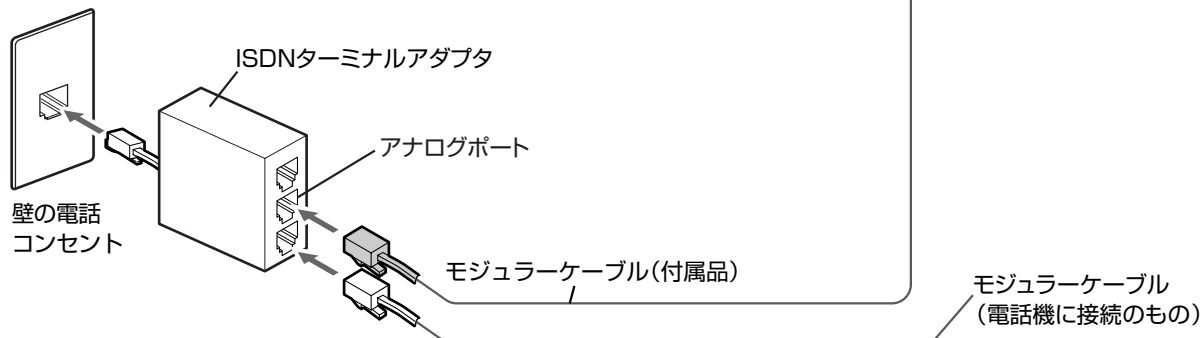 ISDNターミナルアダプタ
アナログポート
壁の電話
コンセント
モジュラーケーブル（付属品）
モジュラーケーブル
（電話機に接続のもの）